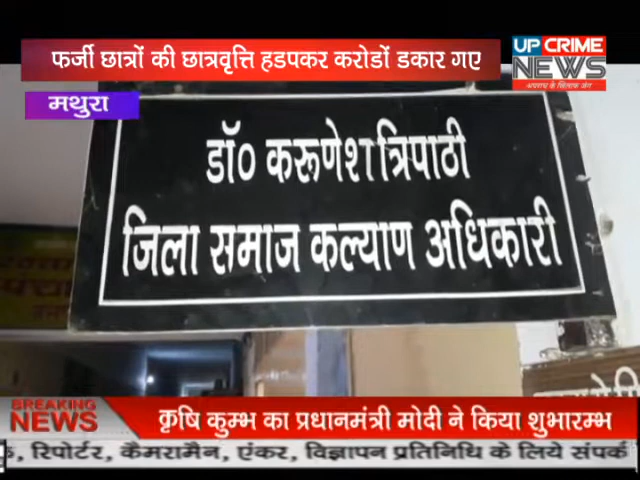 फर्जी छात्रों की छात्रवृत्ति हडपकर करोडों डकार गए
UP CRIME
NEWS
अपराध के खिलाफ जंग
मथुरा
डॉ० करूणेश त्रिपाठी
जिला समाज कल्याण अधिकारी
BREAKING
NEWS
कृषि कुम्भ का प्रधानमंत्री मोदी ने किया शुभारम्भ
रिपोर्टर, कैमरामैन, एंकर, विज्ञापन प्रतिनिधि के लिये संपर्क